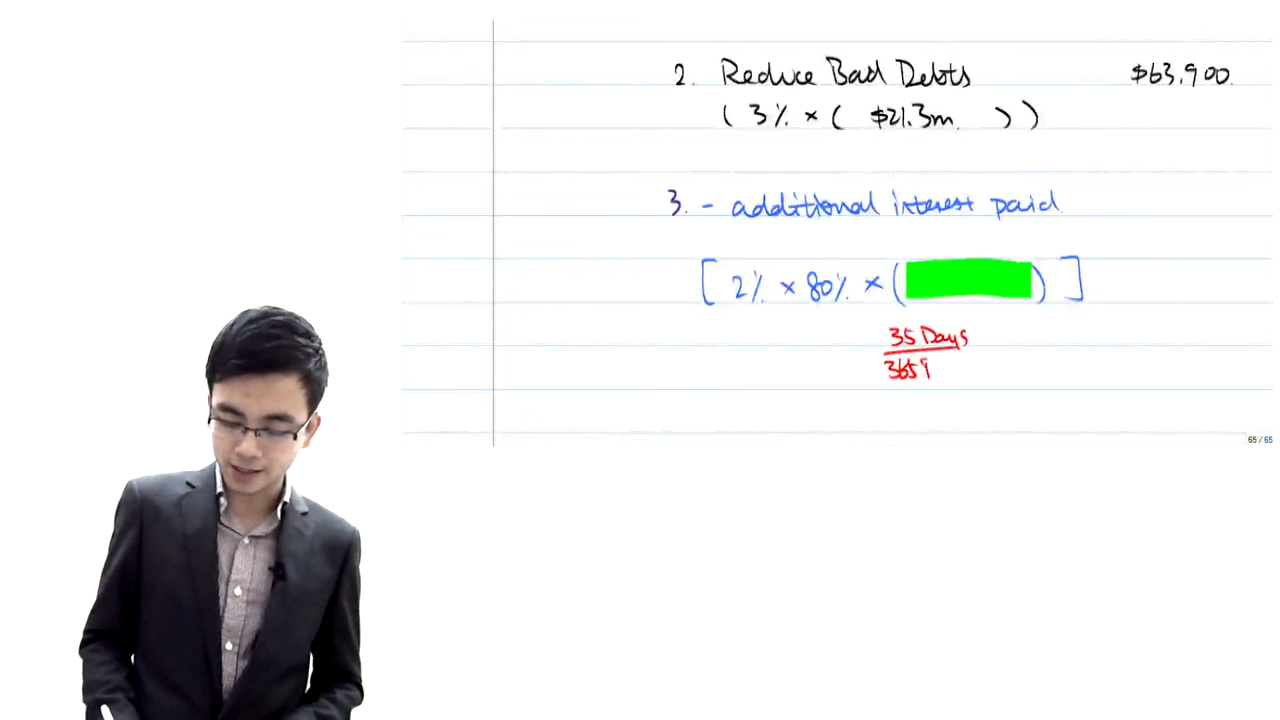 2. Reduce Bad Debts $63,900.
( 3% × ( $21.3m. ) )
3. - additional interest paid
[ 2% × 80% × ( ) ]
35 Days
365
65 / 65